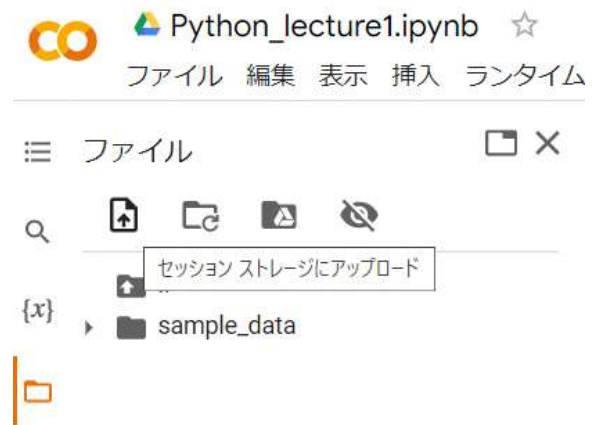 Python_lecture1.ipynb
ファイル 編集 表示 挿入 ランタイム
ファイル
セッション ストレージにアップロード
..
{x}
sample_data